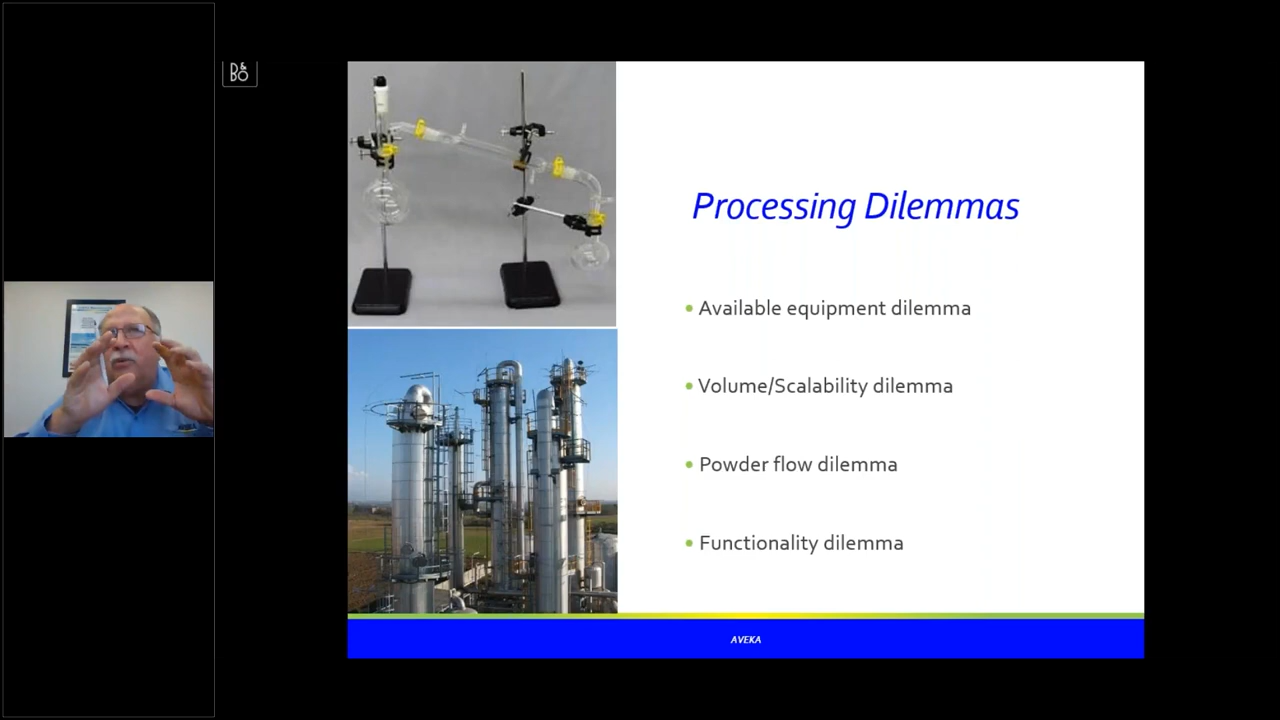 Processing Dilemmas
Available equipment dilemma
Volume/Scalability dilemma
Powder flow dilemma
Functionality dilemma
AVEKA